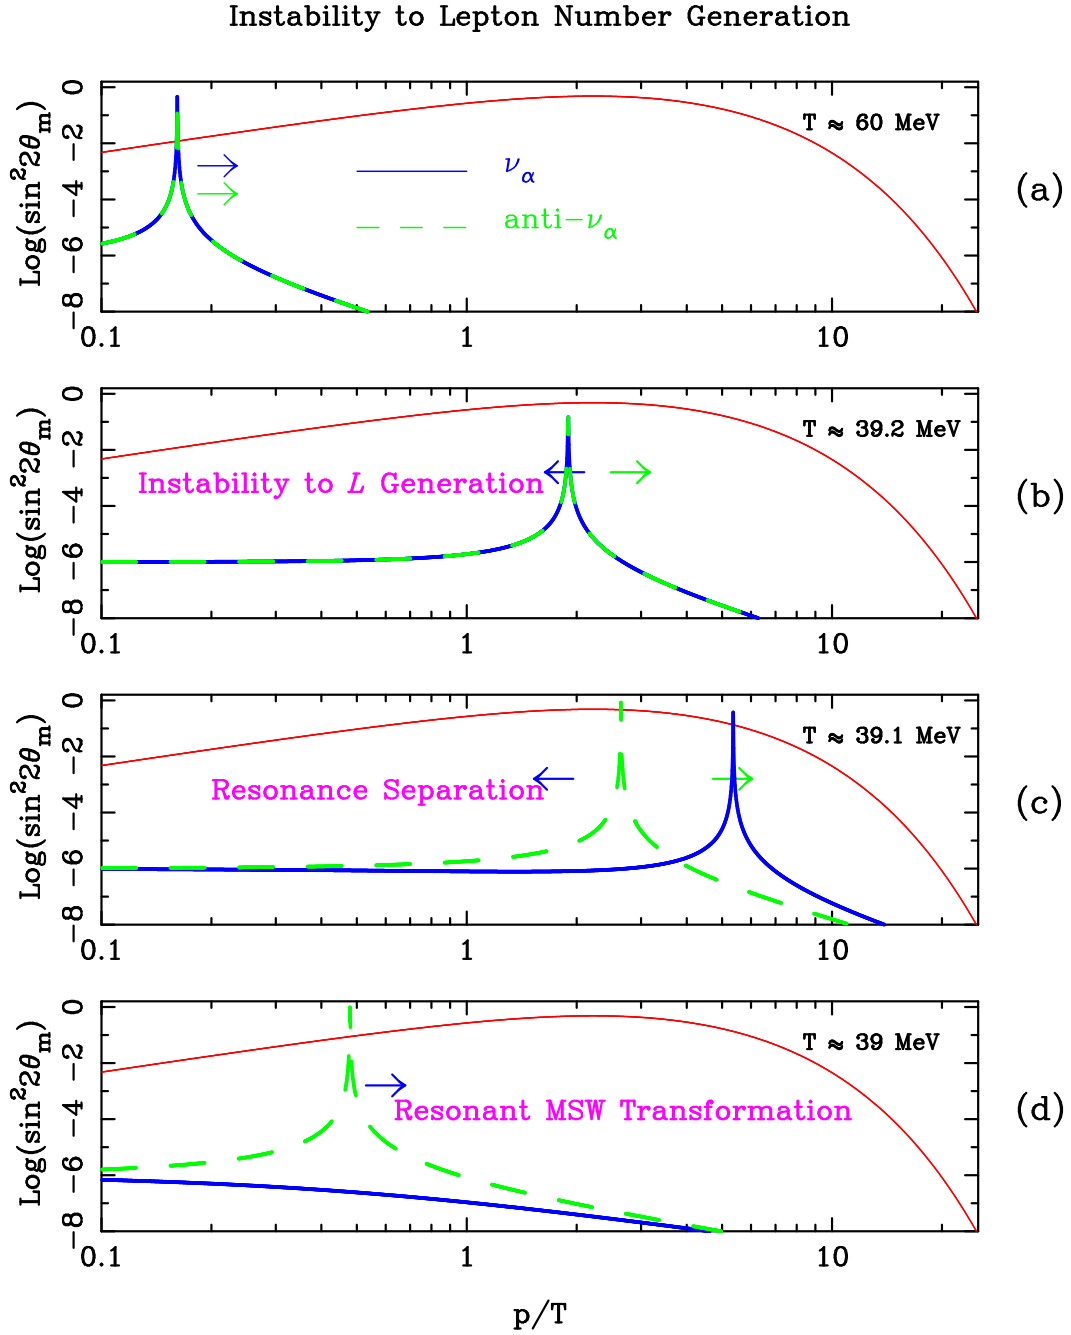 Instability to Lepton Number Generation
0
-2
-4
-6
-8
Log(sin²2θₘ)
T ≈ 60 MeV
ν_α
anti-ν_α
(a)
0.1 1 10
0
-2
-4
-6
-8
Log(sin²2θₘ)
T ≈ 39.2 MeV
Instability to L Generation
(b)
0.1 1 10
0
-2
-4
-6
-8
Log(sin²2θₘ)
T ≈ 39.1 MeV
Resonance Separation
(c)
0.1 1 10
0
-2
-4
-6
-8
Log(sin²2θₘ)
T ≈ 39 MeV
Resonant MSW Transformation
(d)
0.1 1 10
p/T